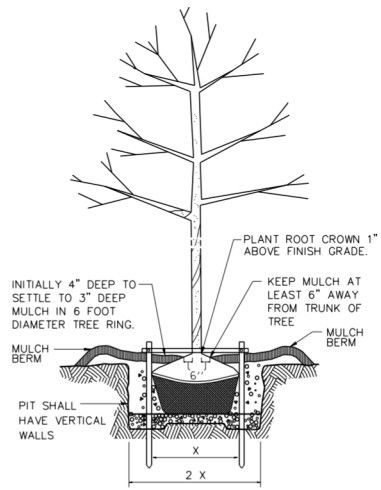 PLANT ROOT CROWN 1"
ABOVE FINISH GRADE.
INITIALLY 4" DEEP TO
SETTLE TO 3" DEEP
MULCH IN 6 FOOT
DIAMETER TREE RING.
KEEP MULCH AT
LEAST 6" AWAY
FROM TRUNK OF
TREE
MULCH
BERM
MULCH
BERM
6"
PIT SHALL
HAVE VERTICAL
WALLS
X
2 X